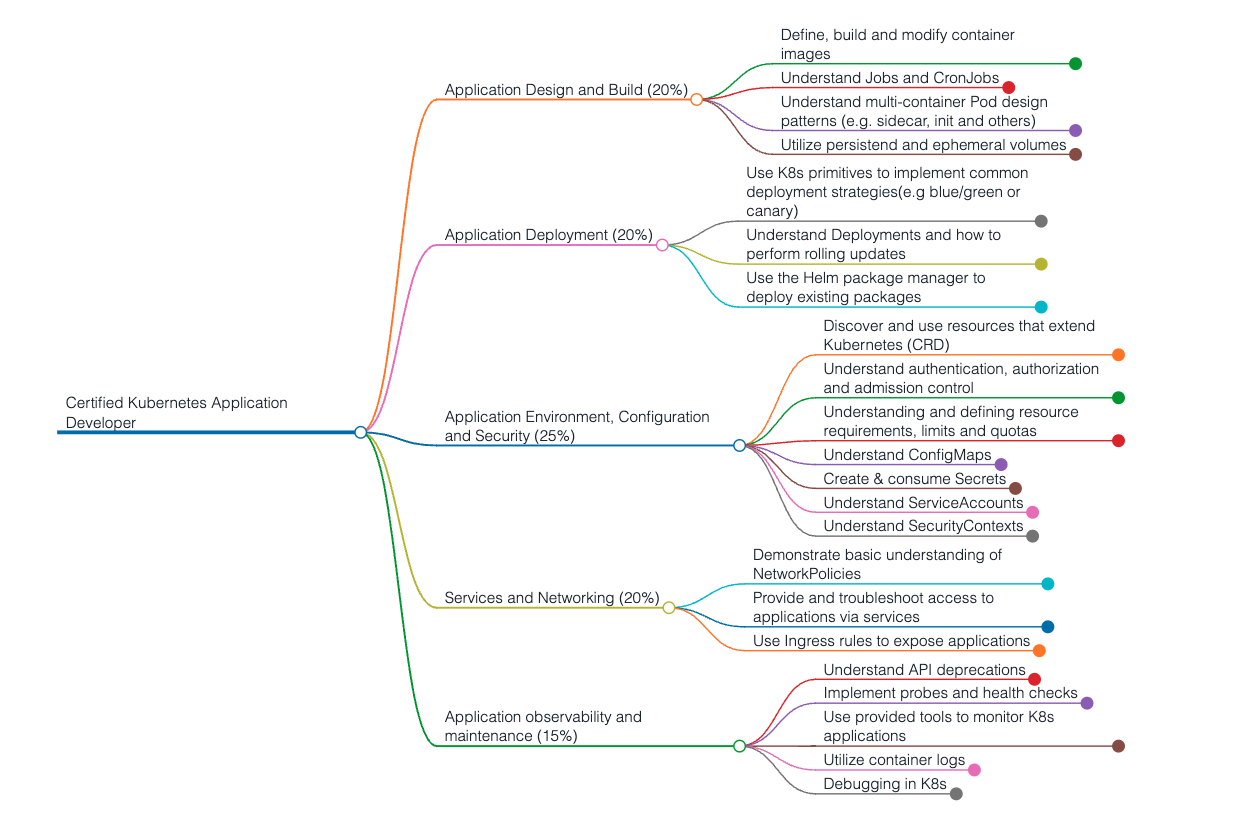 Certified Kubernetes Application
Developer
Application Design and Build (20%)
Define, build and modify container
images
Understand Jobs and CronJobs
Understand multi-container Pod design
patterns (e.g. sidecar, init and others)
Utilize persistend and ephemeral volumes
Application Deployment (20%)
Use K8s primitives to implement common
deployment strategies(e.g blue/green or
canary)
Understand Deployments and how to
perform rolling updates
Use the Helm package manager to
deploy existing packages
Application Environment, Configuration
and Security (25%)
Discover and use resources that extend
Kubernetes (CRD)
Understand authentication, authorization
and admission control
Understanding and defining resource
requirements, limits and quotas
Understand ConfigMaps
Create & consume Secrets
Understand ServiceAccounts
Understand SecurityContexts
Services and Networking (20%)
Demonstrate basic understanding of
NetworkPolicies
Provide and troubleshoot access to
applications via services
Use Ingress rules to expose applications
Application observability and
maintenance (15%)
Understand API deprecations
Implement probes and health checks
Use provided tools to monitor K8s
applications
Utilize container logs
Debugging in K8s